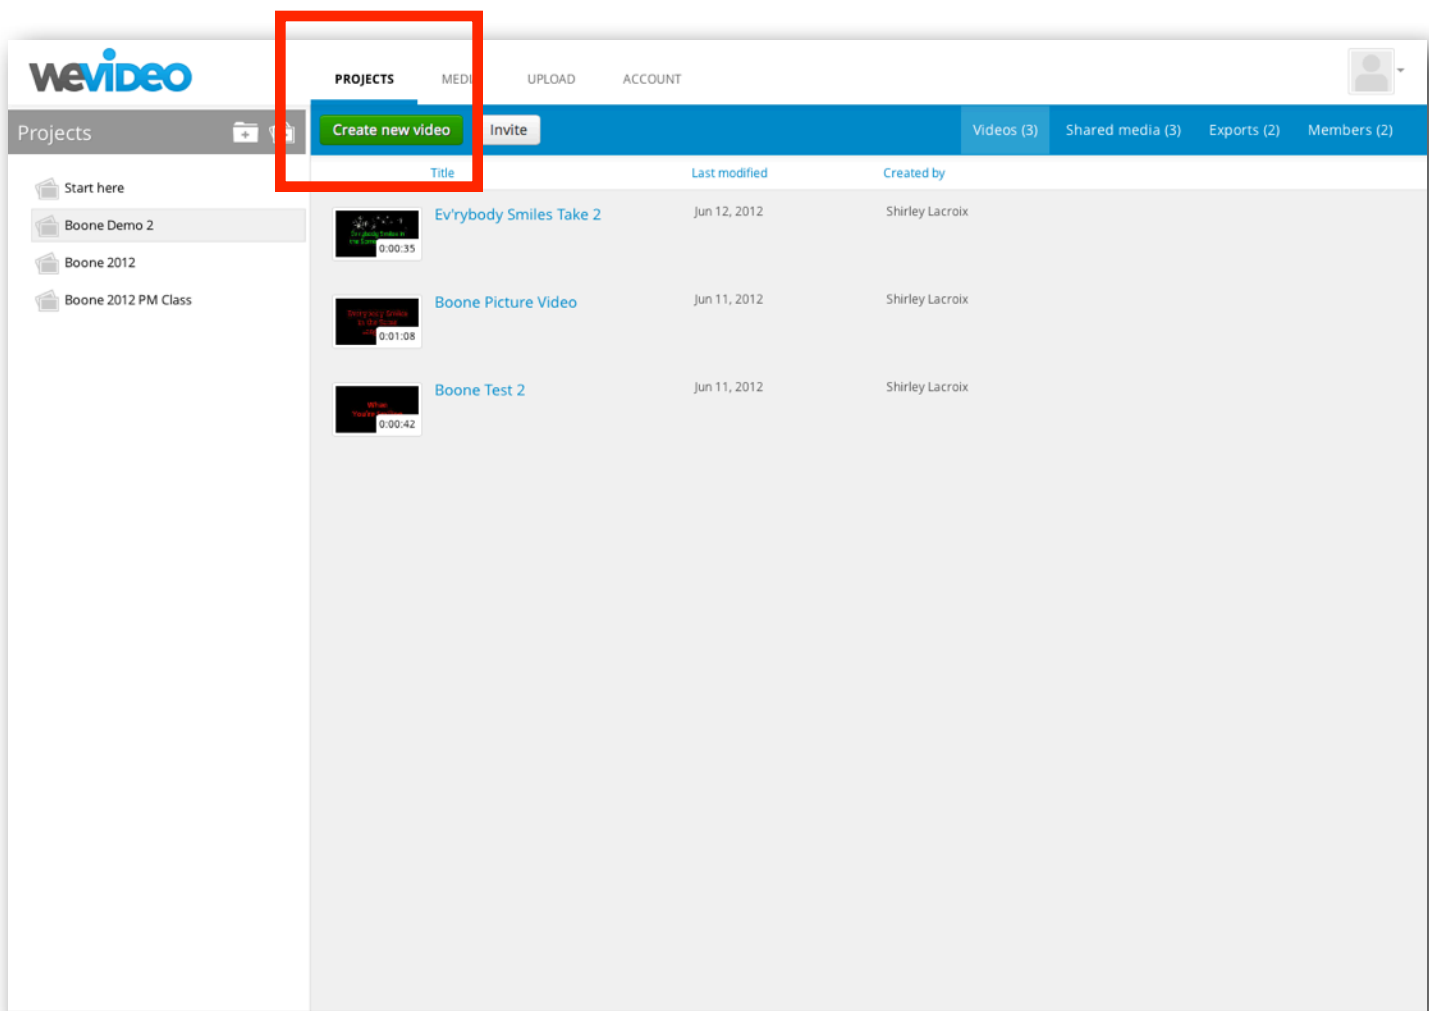 wevideo
PROJECTS MEDI UPLOAD ACCOUNT
Projects
Create new video Invite Videos (3) Shared media (3) Exports (2) Members (2)
Title Last modified Created by
Start here
Boone Demo 2
Boone 2012
Boone 2012 PM Class
Ev'rybody Smiles Take 2 Jun 12, 2012 Shirley Lacroix
0:00:35
Boone Picture Video Jun 11, 2012 Shirley Lacroix
0:01:08
Boone Test 2 Jun 11, 2012 Shirley Lacroix
When
0:00:42